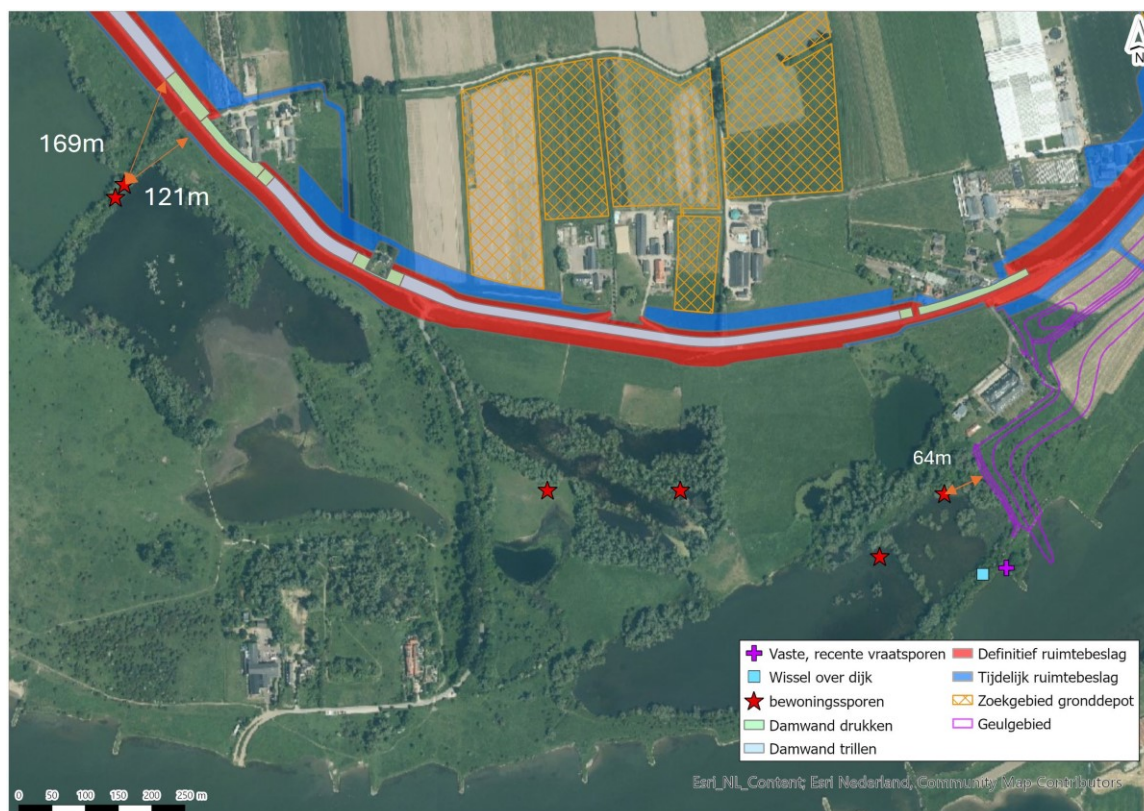 N
169m
121m
64m
Vaste, recente vraatsporen
Wissel over dijk
bewoningssporen
Damwand drukken
Damwand trillen
Definitief ruimtebeslag
Tijdelijk ruimtebeslag
Zoekgebied gronddepot
Geulgebied
Esri_NL_Content; Esri Nederland, Community Map Contributors
0 50 100 150 200 250 m